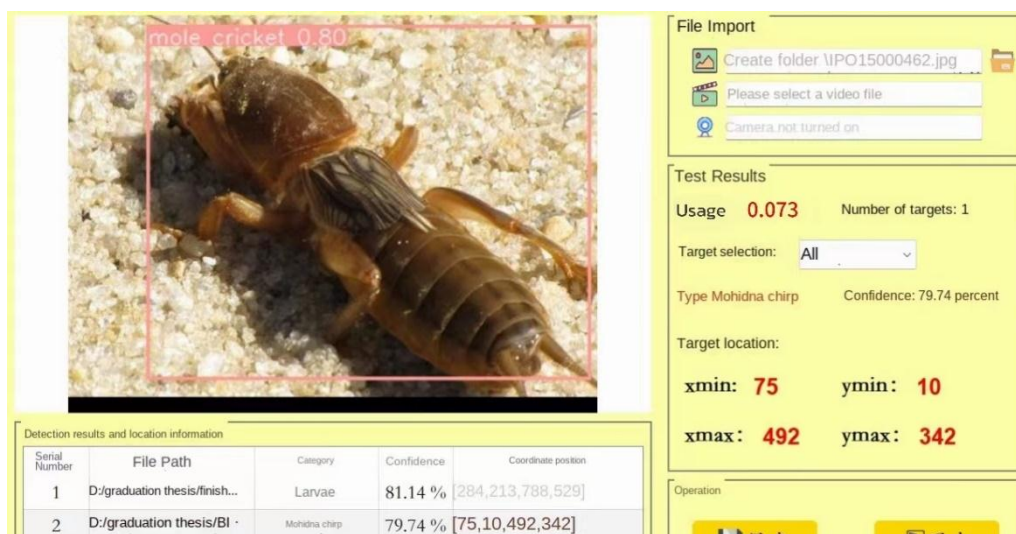 mole cricket 0.80
File Import
Create folder \IPO15000462.jpg
Please select a video file
Camera not turned on
Test Results
Usage 0.073 Number of targets: 1
Target selection: All
Type Mohidna chirp Confidence: 79.74 percent
Target location:
xmin: 75 ymin: 10
xmax: 492 ymax: 342
Detection results and location information
Serial Number File Path Category Confidence Coordinate position
1 D:/graduation thesis/finish... Larvae 81.14 % [284,213,788,529]
2 D:/graduation thesis/BI · Mohidna chirp 79.74 % [75,10,492,342]
Operation